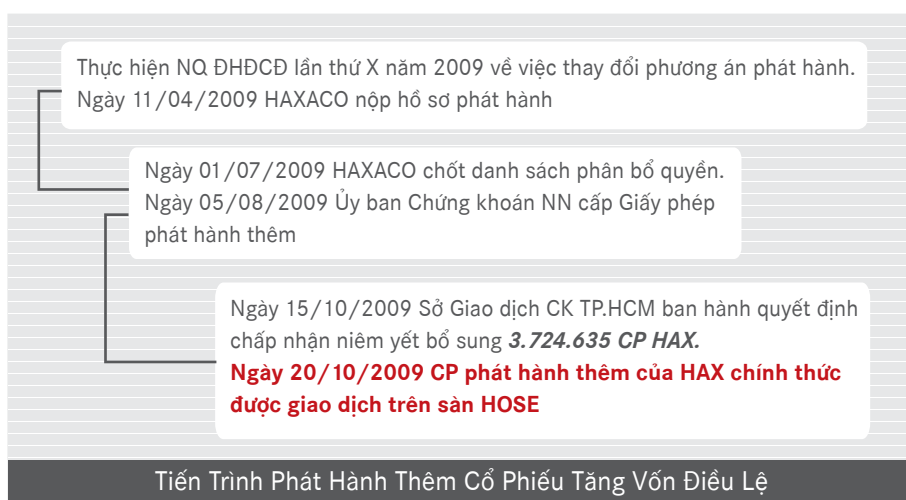 Thực hiện NQ ĐHĐCĐ lần thứ X năm 2009 về việc thay đổi phương án phát hành.
Ngày 11/04/2009 HAXACO nộp hồ sơ phát hành
Ngày 01/07/2009 HAXACO chốt danh sách phân bổ quyền.
Ngày 05/08/2009 Ủy ban Chứng khoán NN cấp Giấy phép
phát hành thêm
Ngày 15/10/2009 Sở Giao dịch CK TP.HCM ban hành quyết định
chấp nhận niêm yết bổ sung 3.724.635 CP HAX.
Ngày 20/10/2009 CP phát hành thêm của HAX chính thức
được giao dịch trên sàn HOSE
Tiến Trình Phát Hành Thêm Cổ Phiếu Tăng Vốn Điều Lệ